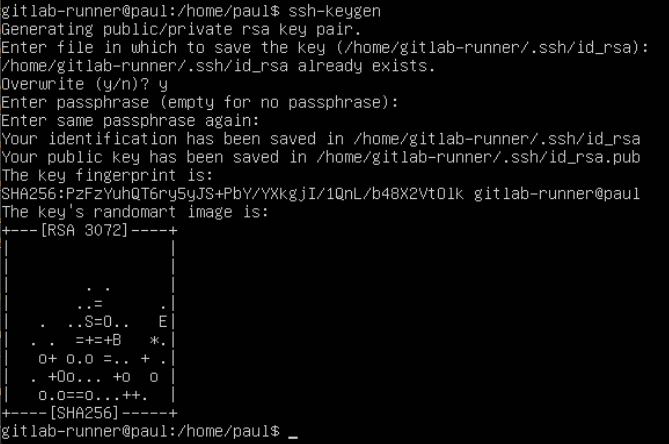 gitlab-runner@paul:/home/paul$ ssh-keygen
Generating public/private rsa key pair.
Enter file in which to save the key (/home/gitlab-runner/.ssh/id_rsa):
/home/gitlab-runner/.ssh/id_rsa already exists.
Overwrite (y/n)? y
Enter passphrase (empty for no passphrase):
Enter same passphrase again:
Your identification has been saved in /home/gitlab-runner/.ssh/id_rsa
Your public key has been saved in /home/gitlab-runner/.ssh/id_rsa.pub
The key fingerprint is:
SHA256:PzFzYuhQT6ry5yJS+PbY/YXkgjI/1QnL/b48X2VtOlk gitlab-runner@paul
The key's randomart image is:
+---[RSA 3072]----+
|                 |
|                 |
|        . .      |
|       ..=      .|
|   .  ..S=O..   E|
|  . .  =+=+B   *.|
|   o+ o.o =.. + .|
|  . +Oo... +o  o |
|   o.o==o...++.  |
+----[SHA256]-----+
gitlab-runner@paul:/home/paul$ _